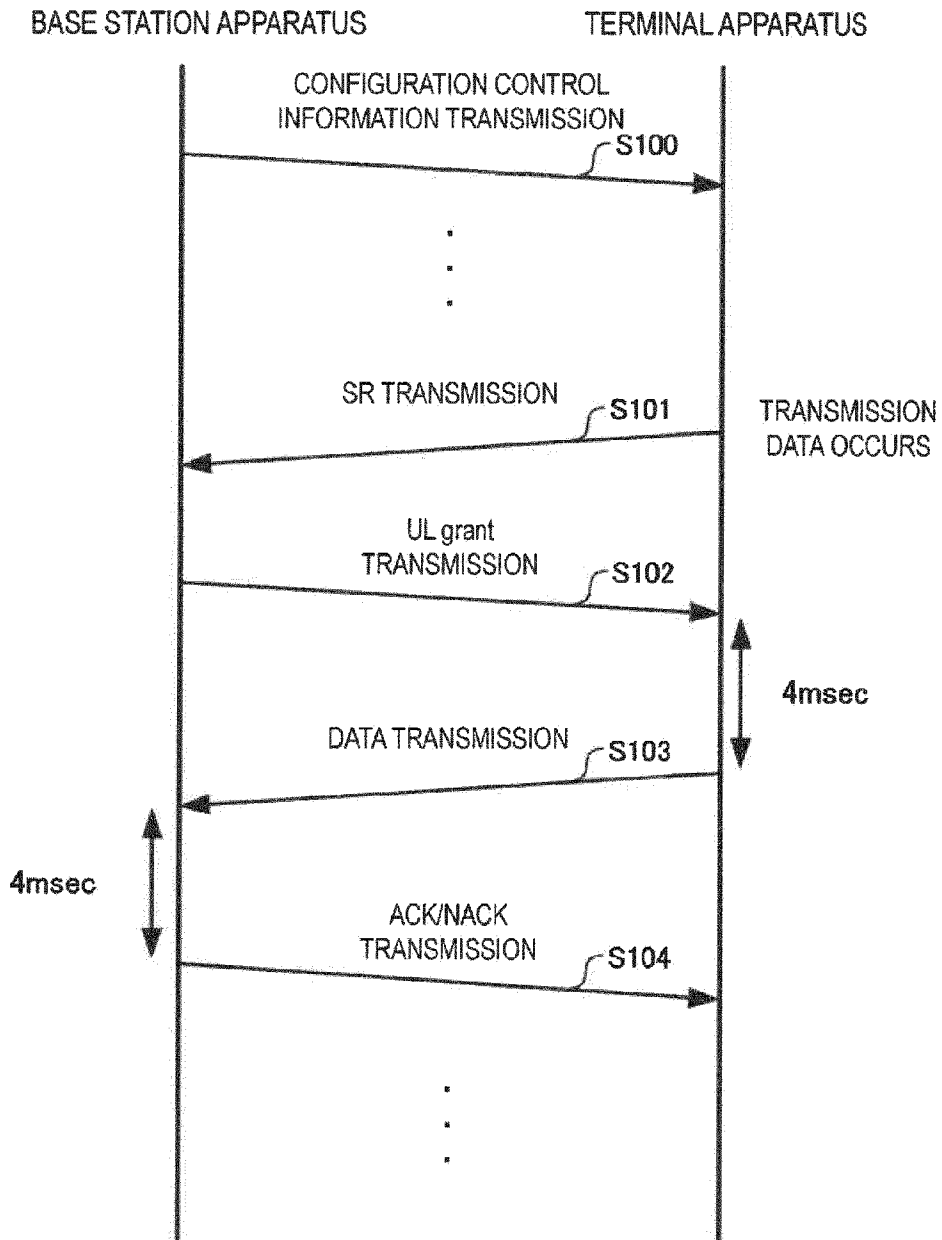 BASE STATION APPARATUS
TERMINAL APPARATUS
CONFIGURATION CONTROL
INFORMATION TRANSMISSION
S100
SR TRANSMISSION
S101
TRANSMISSION
DATA OCCURS
UL grant
TRANSMISSION
S102
4msec
DATA TRANSMISSION
S103
4msec
ACK/NACK
TRANSMISSION
S104